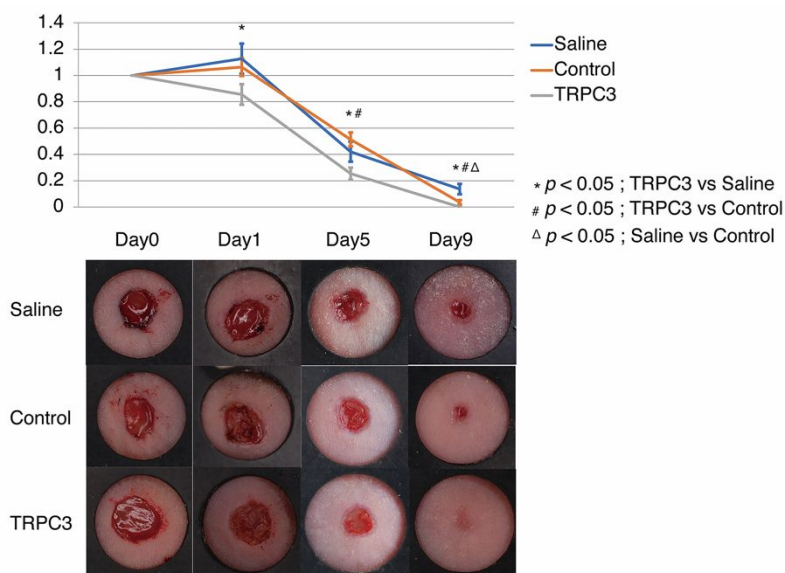 1.4
1.2
1
0.8
0.6
0.4
0.2
0
*
*#
*#Δ
Saline
Control
TRPC3
* p < 0.05 ; TRPC3 vs Saline
# p < 0.05 ; TRPC3 vs Control
Δ p < 0.05 ; Saline vs Control
Day0 Day1 Day5 Day9
Saline
Control
TRPC3